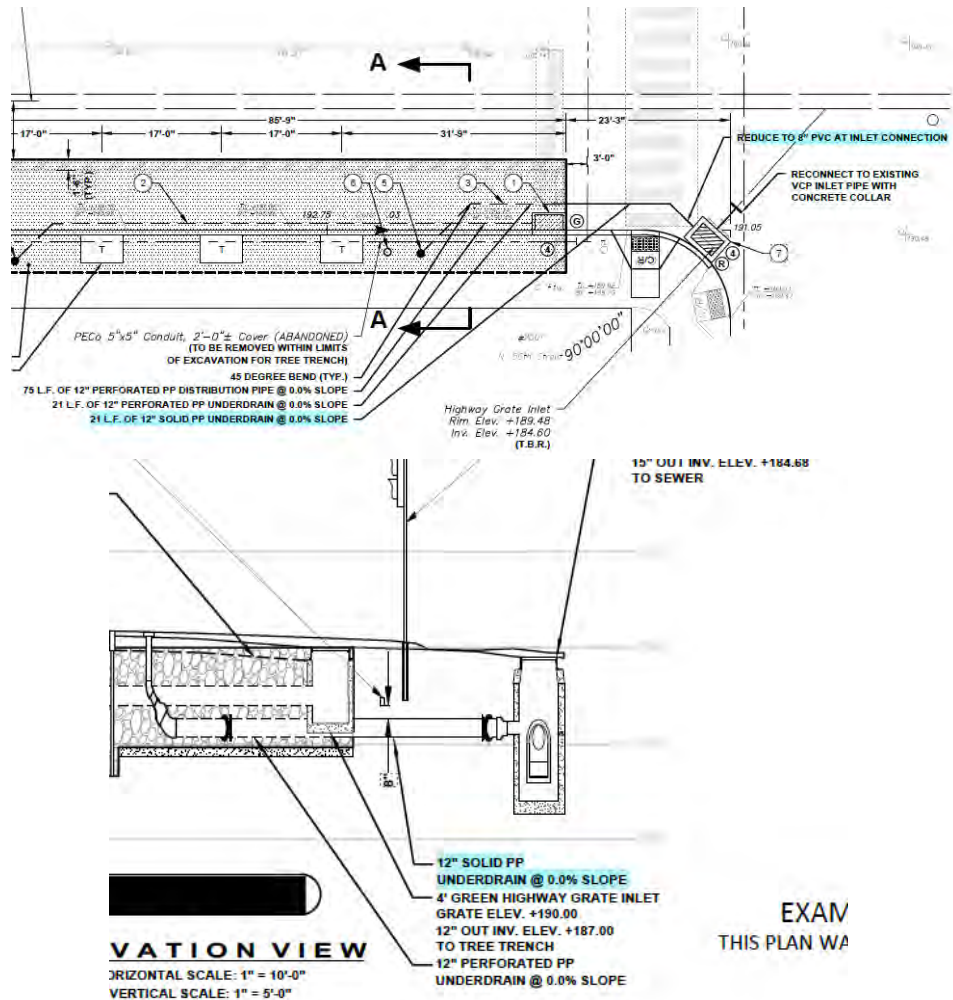 A
85'-9"
23'-3"
17'-0"
17'-0"
17'-0"
31'-9"
REDUCE TO 8" PVC AT INLET CONNECTION
3'-0"
RECONNECT TO EXISTING
VCP INLET PIPE WITH
CONCRETE COLLAR
1'-6"
(TYP.)
2
6
5
3
1
192.75
.03
G
191.05
4
4
7
R
T
T
T
C/R
A
PECo 5"x5" Conduit, 2'-0"± Cover (ABANDONED)
(TO BE REMOVED WITHIN LIMITS
OF EXCAVATION FOR TREE TRENCH)
90°00'00"
45 DEGREE BEND (TYP.)
75 L.F. OF 12" PERFORATED PP DISTRIBUTION PIPE @ 0.0% SLOPE
21 L.F. OF 12" PERFORATED PP UNDERDRAIN @ 0.0% SLOPE
21 L.F. OF 12" SOLID PP UNDERDRAIN @ 0.0% SLOPE
Highway Grate Inlet
Rim Elev. +189.48
Inv. Elev. +184.60
(T.B.R.)
15" OUT INV. ELEV. +184.68
TO SEWER
8"
12" SOLID PP
UNDERDRAIN @ 0.0% SLOPE
4' GREEN HIGHWAY GRATE INLET
GRATE ELEV. +190.00
12" OUT INV. ELEV. +187.00
TO TREE TRENCH
12" PERFORATED PP
UNDERDRAIN @ 0.0% SLOPE
EXAM
THIS PLAN WA
VATION VIEW
ORIZONTAL SCALE: 1" = 10'-0"
VERTICAL SCALE: 1" = 5'-0"